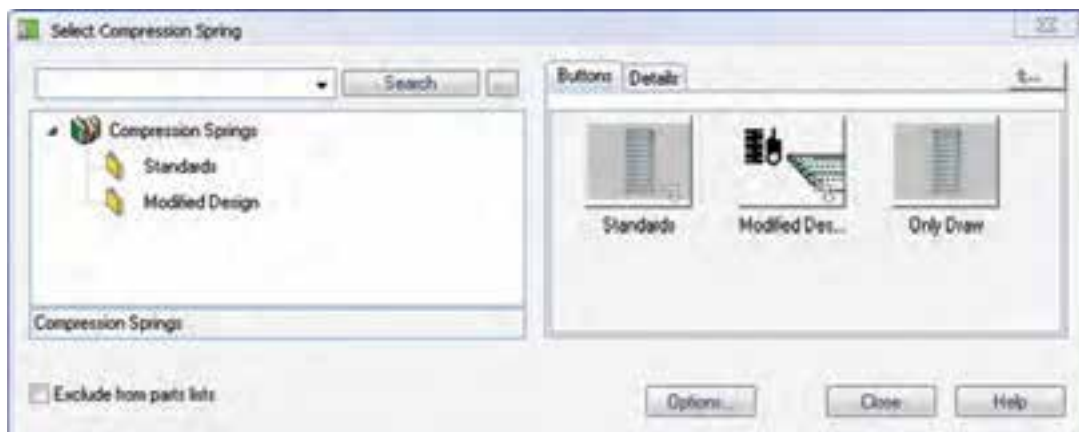 Select Compression Spring
Search
Compression Springs
Standards
Modified Design
Compression Springs
Exclude from parts lists
Buttons
Details
Standards
Modified Des...
Only Draw
Options...
Close
Help